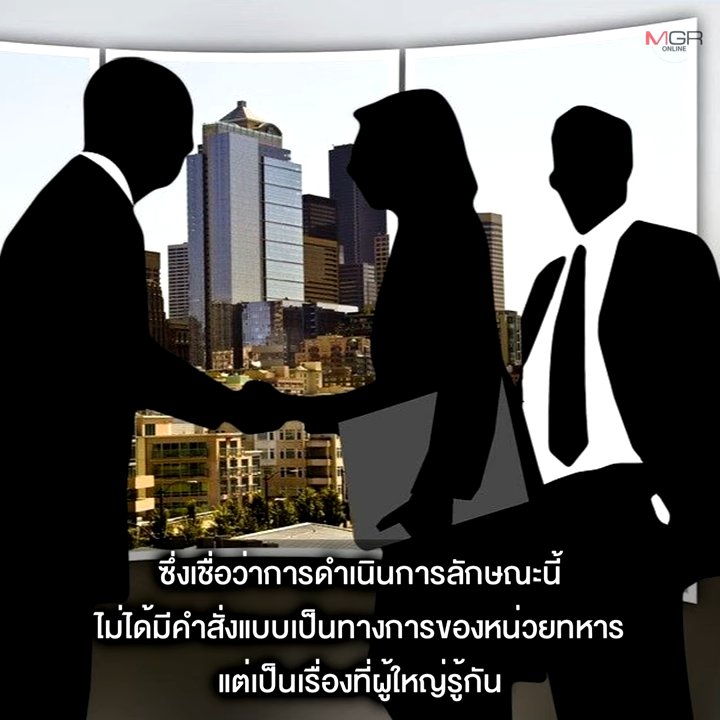 MGR
ONLINE
ซึ่งเชื่อว่าการดำเนินการลักษณะนี้
ไม่ได้มีคำสั่งแบบเป็นทางการของหน่วยทหาร
แต่เป็นเรื่องที่ผู้ใหญ่รู้กัน